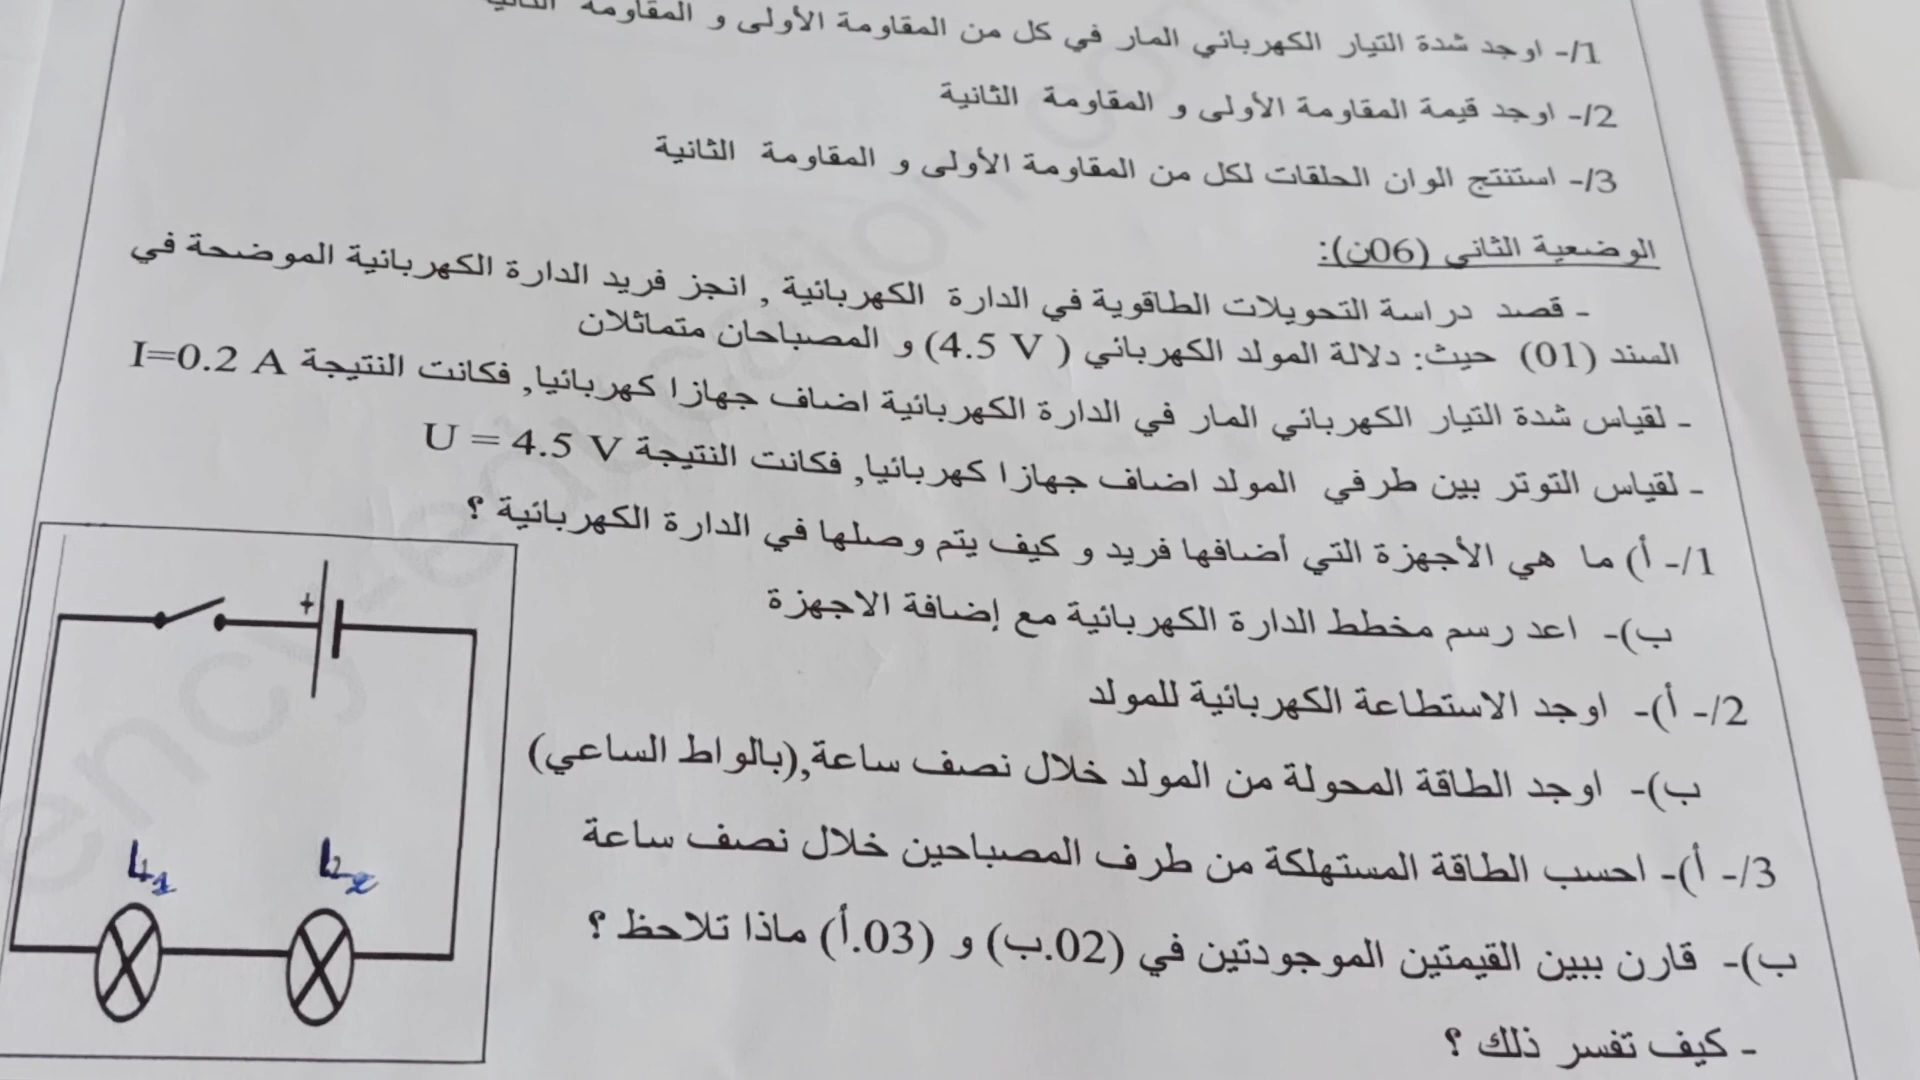 1/- اوجد شدة التيار الكهربائي المار في كل من المقاومة الأولى و المقاومة الثانية
2/- اوجد قيمة المقاومة الأولى و المقاومة الثانية
3/- استنتج الوان الحلقات لكل من المقاومة الأولى و المقاومة الثانية
الوضعية الثاني (06ن):
- قصد دراسة التحويلات الطاقوية في الدارة الكهربائية , انجز فريد الدارة الكهربائية الموضحة في
السند (01) حيث: دلالة المولد الكهربائي ( 4.5 V) و المصباحان متماثلان
- لقياس شدة التيار الكهربائي المار في الدارة الكهربائية اضاف جهازا كهربائيا, فكانت النتيجة I=0.2 A
- لقياس التوتر بين طرفي المولد اضاف جهازا كهربائيا, فكانت النتيجة U = 4.5 V
1/- أ) ما هي الأجهزة التي أضافها فريد و كيف يتم وصلها في الدارة الكهربائية ؟
ب)- اعد رسم مخطط الدارة الكهربائية مع إضافة الاجهزة
2/- أ)- اوجد الاستطاعة الكهربائية للمولد
ب)- اوجد الطاقة المحولة من المولد خلال نصف ساعة,(بالواط الساعي)
3/- أ)- احسب الطاقة المستهلكة من طرف المصباحين خلال نصف ساعة
ب)- قارن ببين القيمتين الموجودتين في (02.ب) و (03.أ) ماذا تلاحظ ؟
- كيف تفسر ذلك ؟
+
L1 L2